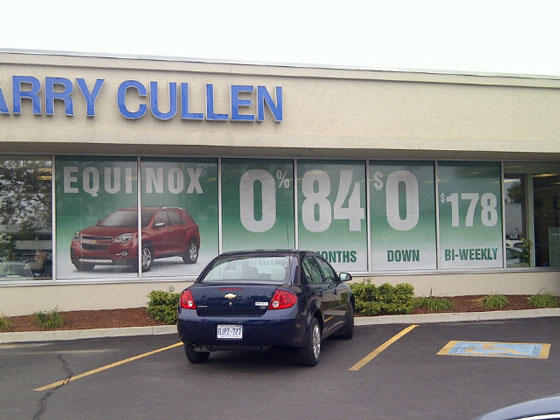 ARRY CULLEN
EQUINOX
0% 84 $0 $178
MONTHS DOWN BI-WEEKLY